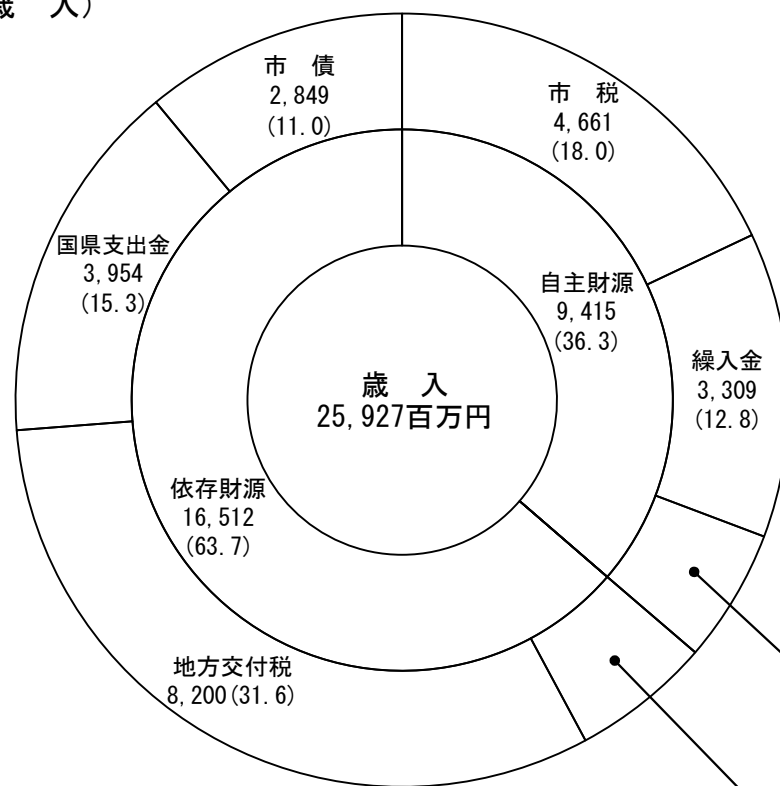 歳　入）
市　債
2,849
(11.0)
市　税
4,661
(18.0)
国県支出金
3,954
(15.3)
自主財源
9,415
(36.3)
繰入金
3,309
(12.8)
歳　入
25,927百万円
依存財源
16,512
(63.7)
地方交付税
8,200(31.6)